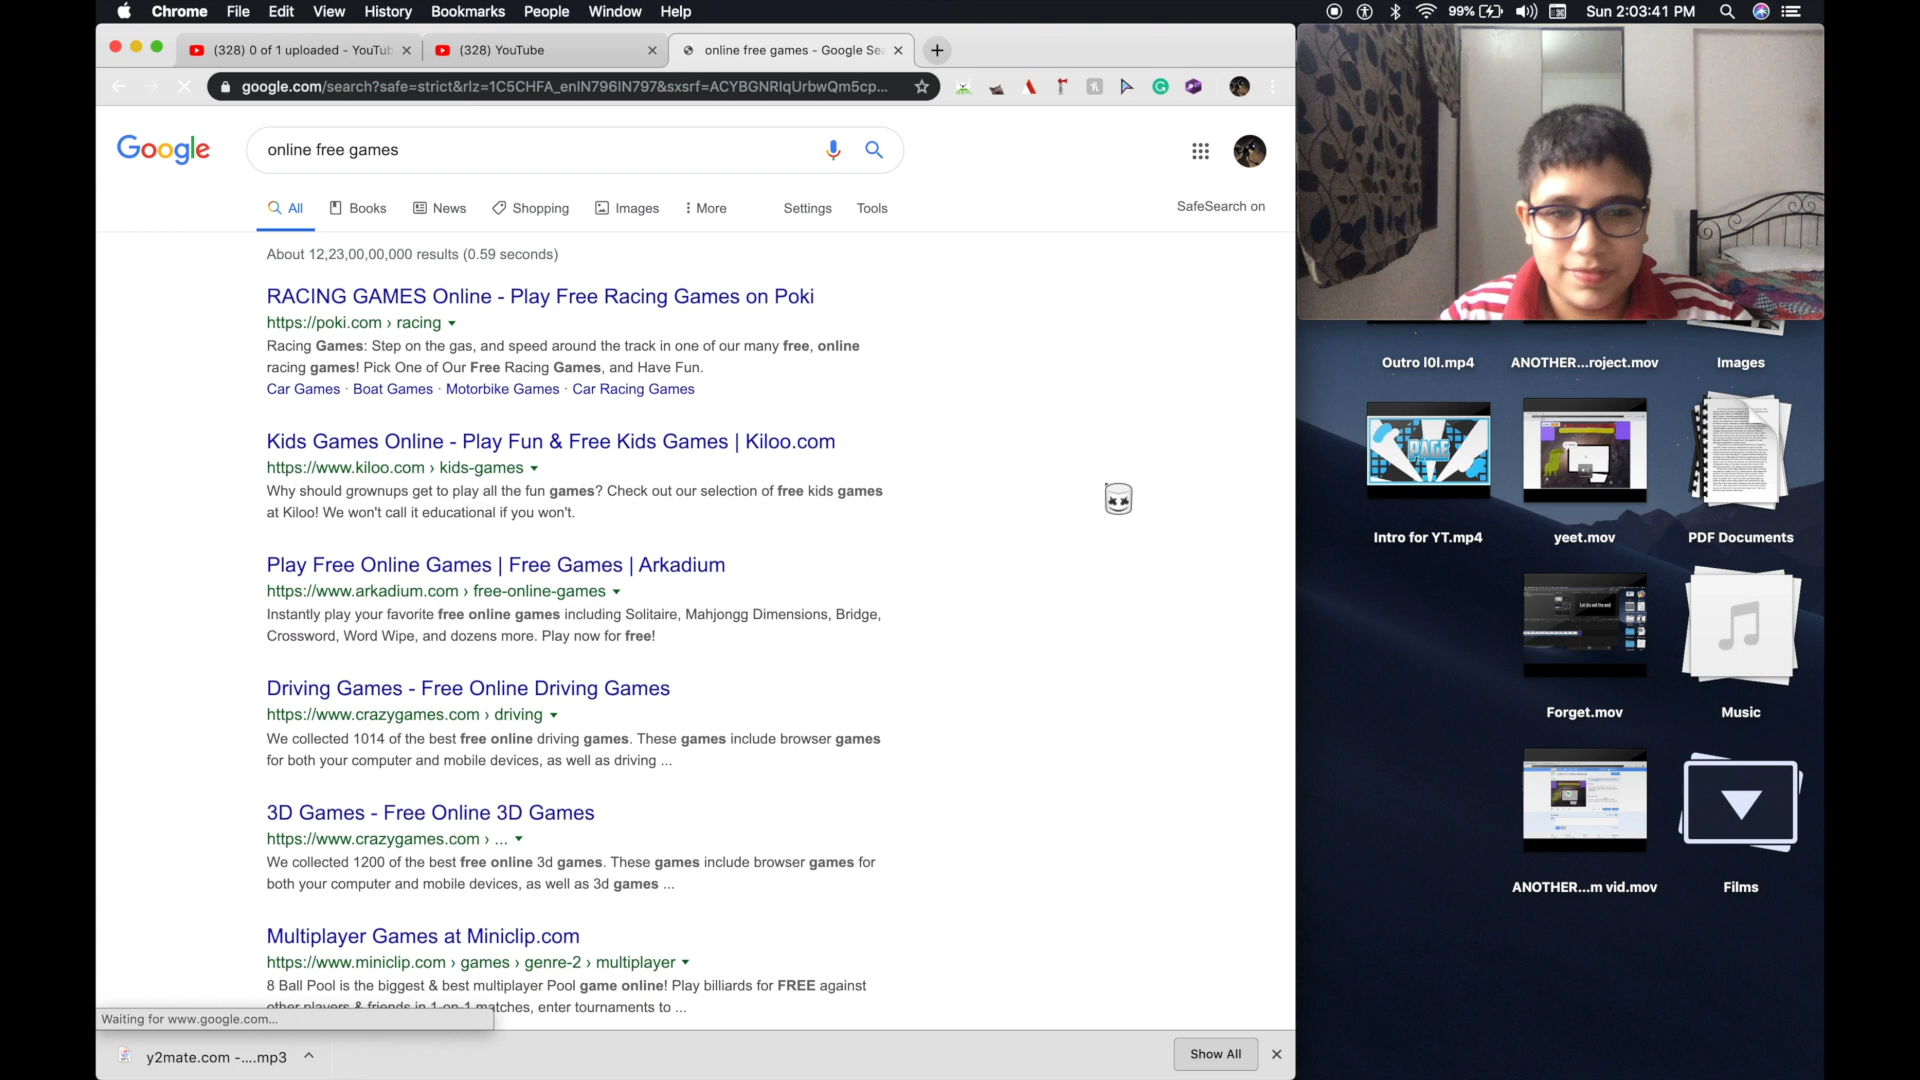 Chrome File Edit View History Bookmarks People Window Help
99% Sun 2:03:41 PM
(328) 0 of 1 uploaded - YouTub
(328) YouTube
online free games - Google Sea
google.com/search?safe=strict&rlz=1C5CHFA_enIN796IN797&sxsrf=ACYBGNRIqUrbwQm5cp...
Google
online free games
All Books News Shopping Images More Settings Tools
SafeSearch on
About 12,23,00,00,000 results (0.59 seconds)
RACING GAMES Online - Play Free Racing Games on Poki
https://poki.com › racing
Racing Games: Step on the gas, and speed around the track in one of our many free, online
racing games! Pick One of Our Free Racing Games, and Have Fun.
Car Games · Boat Games · Motorbike Games · Car Racing Games
Kids Games Online - Play Fun & Free Kids Games | Kiloo.com
https://www.kiloo.com › kids-games
Why should grownups get to play all the fun games? Check out our selection of free kids games
at Kiloo! We won't call it educational if you won't.
Play Free Online Games | Free Games | Arkadium
https://www.arkadium.com › free-online-games
Instantly play your favorite free online games including Solitaire, Mahjongg Dimensions, Bridge,
Crossword, Word Wipe, and dozens more. Play now for free!
Driving Games - Free Online Driving Games
https://www.crazygames.com › driving
We collected 1014 of the best free online driving games. These games include browser games
for both your computer and mobile devices, as well as driving ...
3D Games - Free Online 3D Games
https://www.crazygames.com › ...
We collected 1200 of the best free online 3d games. These games include browser games for
both your computer and mobile devices, as well as 3d games ...
Multiplayer Games at Miniclip.com
https://www.miniclip.com › games › genre-2 › multiplayer
8 Ball Pool is the biggest & best multiplayer Pool game online! Play billiards for FREE against
other players & friends in 1-on-1 matches, enter tournaments to ...
Waiting for www.google.com...
y2mate.com -....mp3
Show All
Outro lOl.mp4
ANOTHER...roject.mov
Images
PAGE
Intro for YT.mp4
yeet.mov
PDF Documents
Forget.mov
Music
ANOTHER...m vid.mov
Films